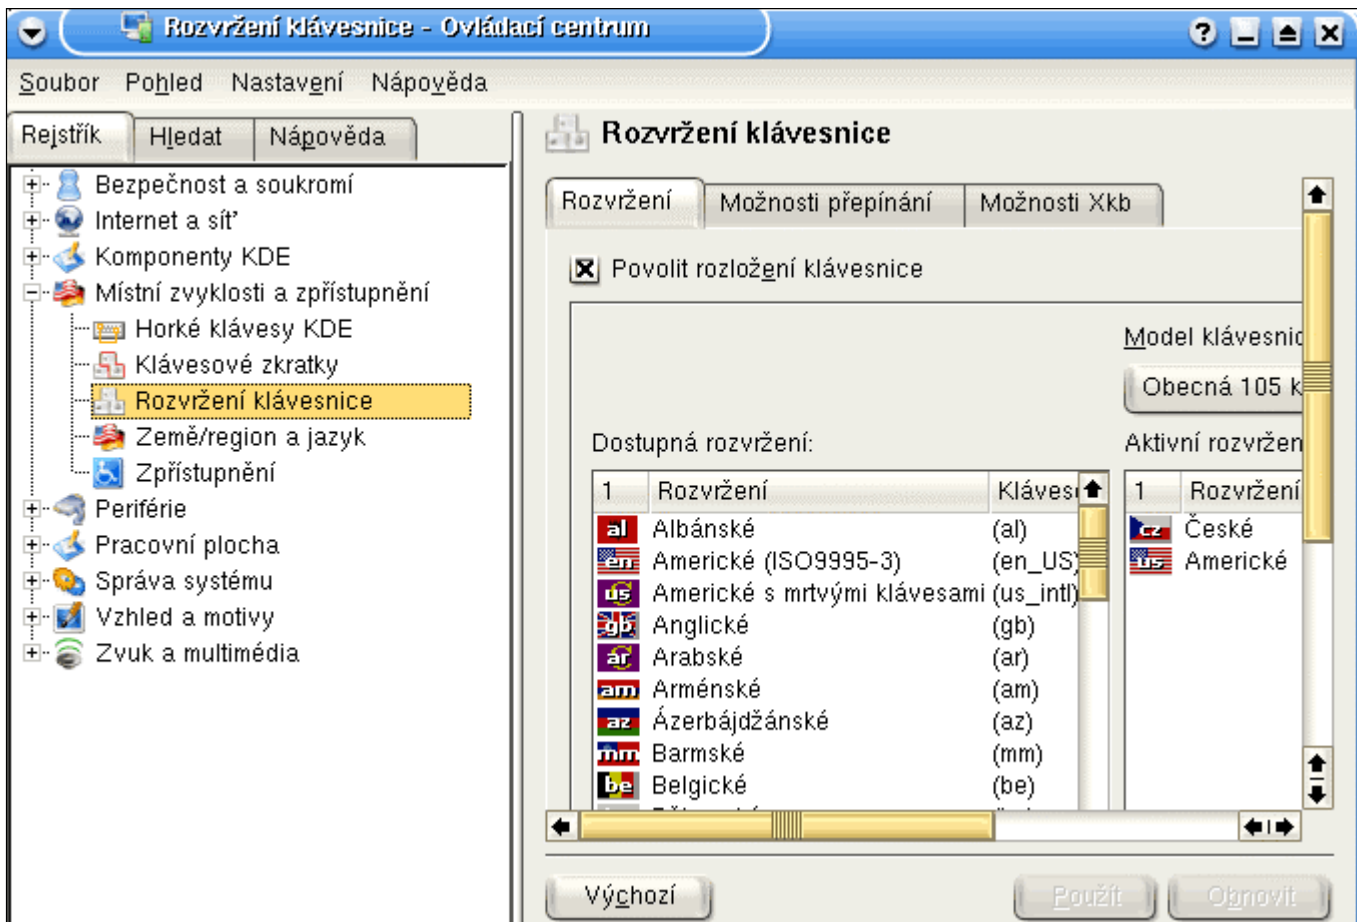 Rozvržení klávesnice - Ovládací centrum
Soubor Pohled Nastavení Nápověda
Rejstřík Hledat Nápověda
Bezpečnost a soukromí
Internet a síť
Komponenty KDE
Místní zvyklosti a zpřístupnění
Horké klávesy KDE
Klávesové zkratky
Rozvržení klávesnice
Země/region a jazyk
Zpřístupnění
Periférie
Pracovní plocha
Správa systému
Vzhled a motivy
Zvuk a multimédia
Rozvržení klávesnice
Rozvržení Možnosti přepínání Možnosti Xkb
Povolit rozložení klávesnice
Model klávesnic
Obecná 105 k
Dostupná rozvržení:
1 Rozvržení Kláves
al Albánské (al)
en Americké (ISO9995-3) (en_US)
us Americké s mrtvými klávesami (us_intl)
gb Anglické (gb)
ar Arabské (ar)
am Arménské (am)
az Ázerbájdžánské (az)
mm Barmské (mm)
be Belgické (be)
Aktivní rozvržen
1 Rozvržení
cz České
us Americké
Výchozí Použít Obnovit